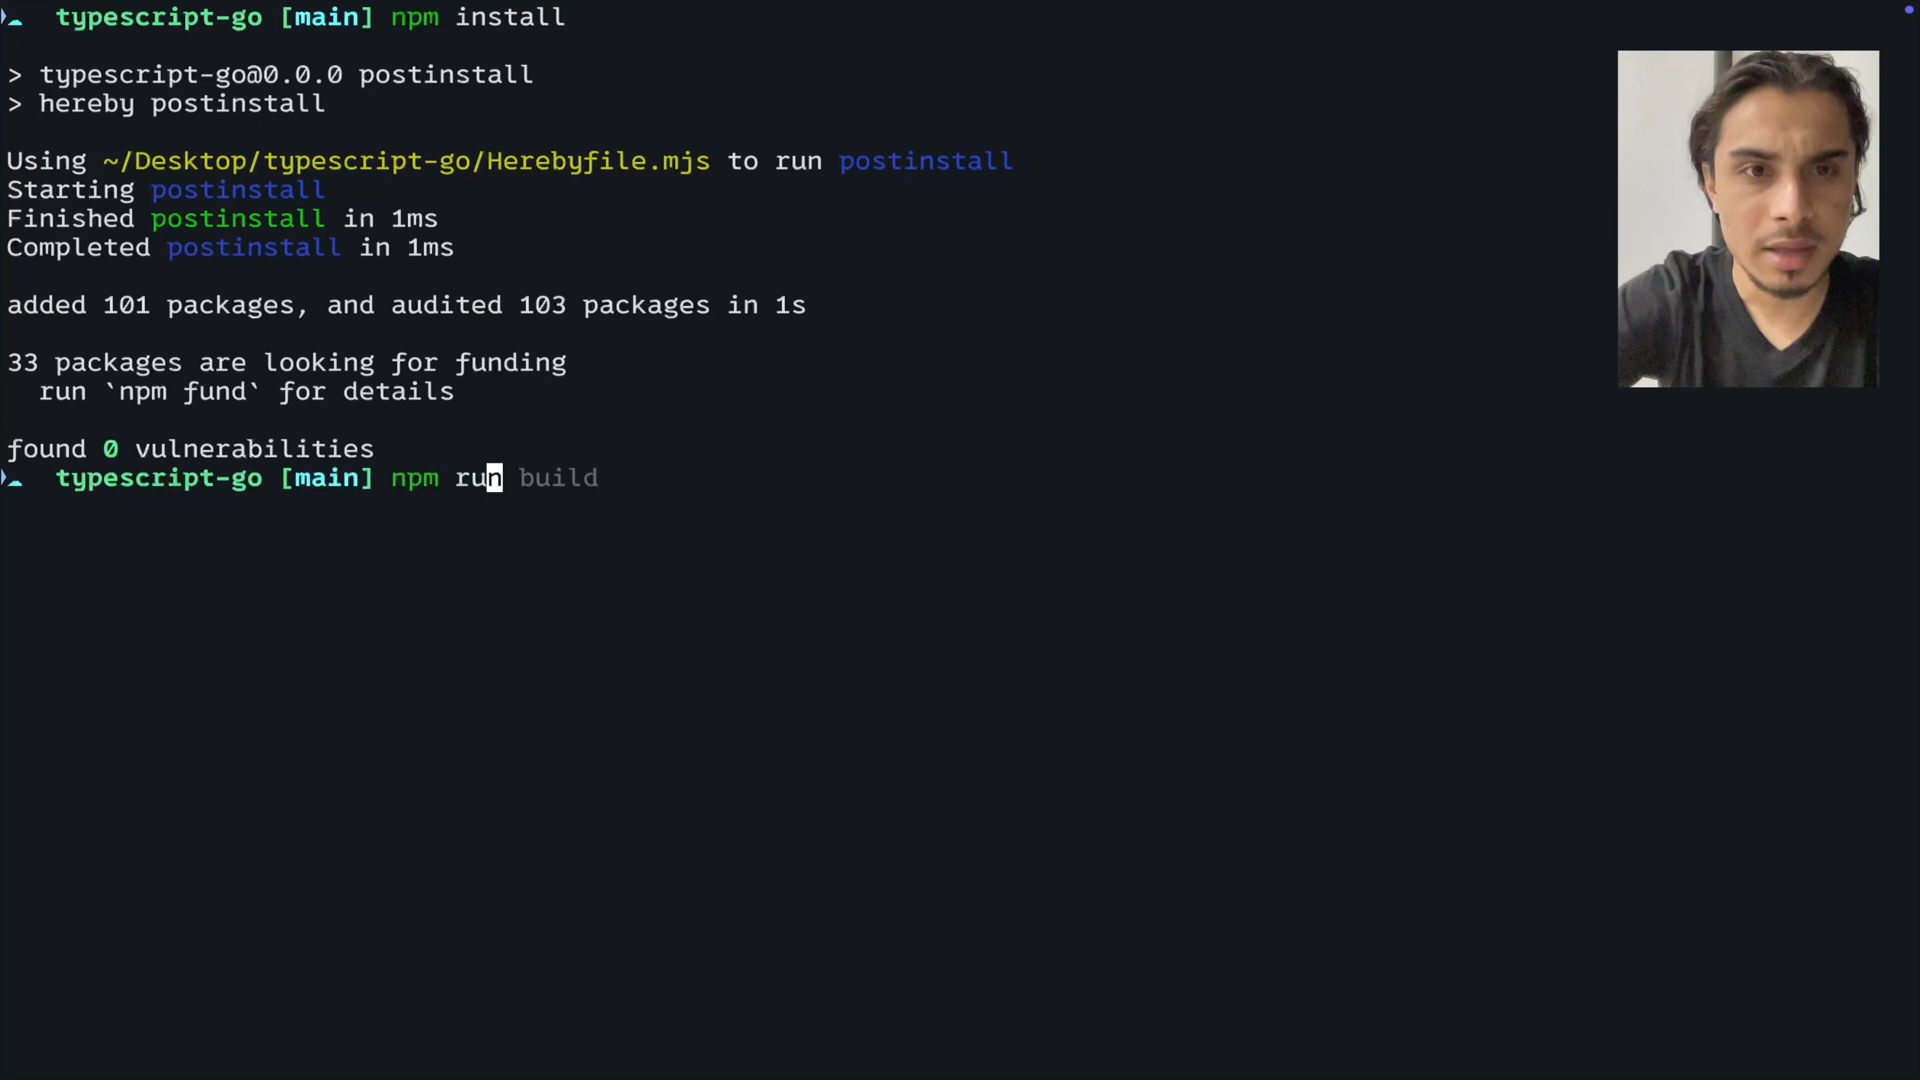 typescript-go [main] npm install
> typescript-go@0.0.0 postinstall
> hereby postinstall
Using ~/Desktop/typescript-go/Herebyfile.mjs to run postinstall
Starting postinstall
Finished postinstall in 1ms
Completed postinstall in 1ms
added 101 packages, and audited 103 packages in 1s
33 packages are looking for funding
run `npm fund` for details
found 0 vulnerabilities
typescript-go [main] npm run build